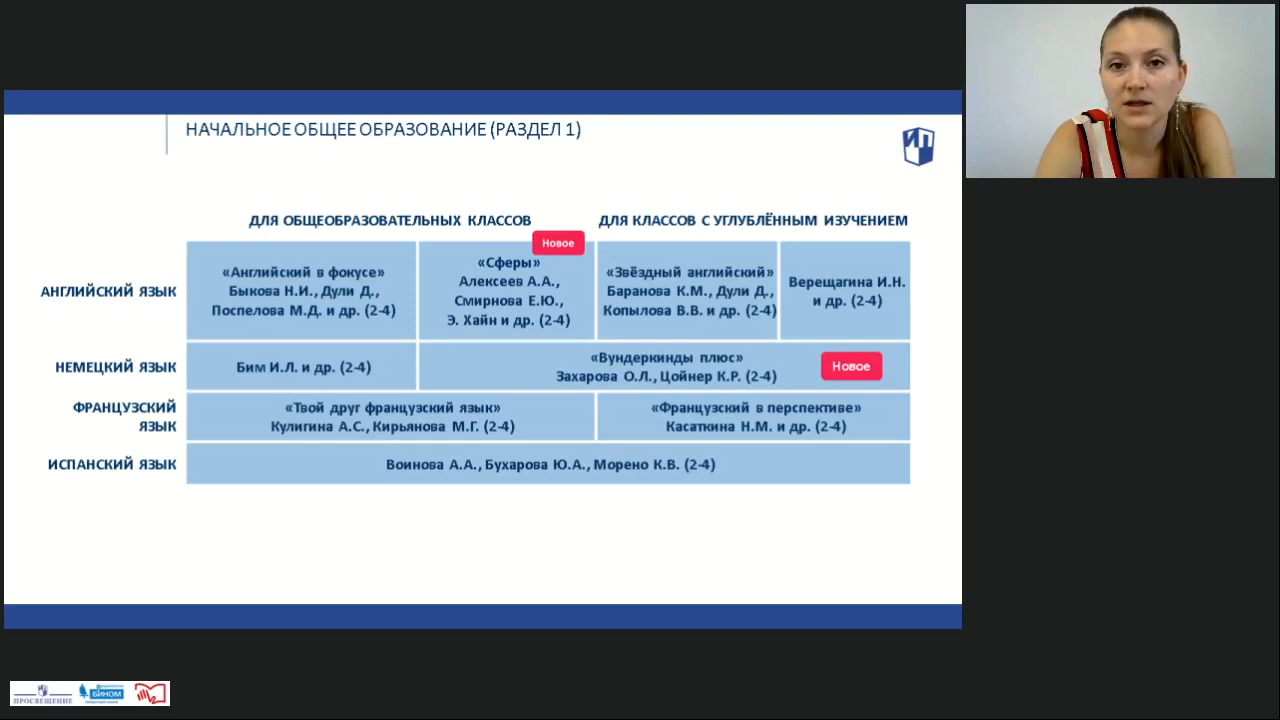 НАЧАЛЬНОЕ ОБЩЕЕ ОБРАЗОВАНИЕ (РАЗДЕЛ 1)
ИП
ДЛЯ ОБЩЕОБРАЗОВАТЕЛЬНЫХ КЛАССОВ
ДЛЯ КЛАССОВ С УГЛУБЛЁННЫМ ИЗУЧЕНИЕМ
АНГЛИЙСКИЙ ЯЗЫК
«Английский в фокусе»
Быкова Н.И., Дули Д.,
Поспелова М.Д. и др. (2-4)
Новое
«Сферы»
Алексеев А.А.,
Смирнова Е.Ю.,
Э. Хайн и др. (2-4)
«Звёздный английский»
Баранова К.М., Дули Д.,
Копылова В.В. и др. (2-4)
Верещагина И.Н.
и др. (2-4)
НЕМЕЦКИЙ ЯЗЫК
Бим И.Л. и др. (2-4)
«Вундеркинды плюс»
Захарова О.Л., Цойнер К.Р. (2-4)
Новое
ФРАНЦУЗСКИЙ
ЯЗЫК
«Твой друг французский язык»
Кулигина А.С., Кирьянова М.Г. (2-4)
«Французский в перспективе»
Касаткина Н.М. и др. (2-4)
ИСПАНСКИЙ ЯЗЫК
Воинова А.А., Бухарова Ю.А., Морено К.В. (2-4)
ПРОСВЕЩЕНИЕ
БИНОМ